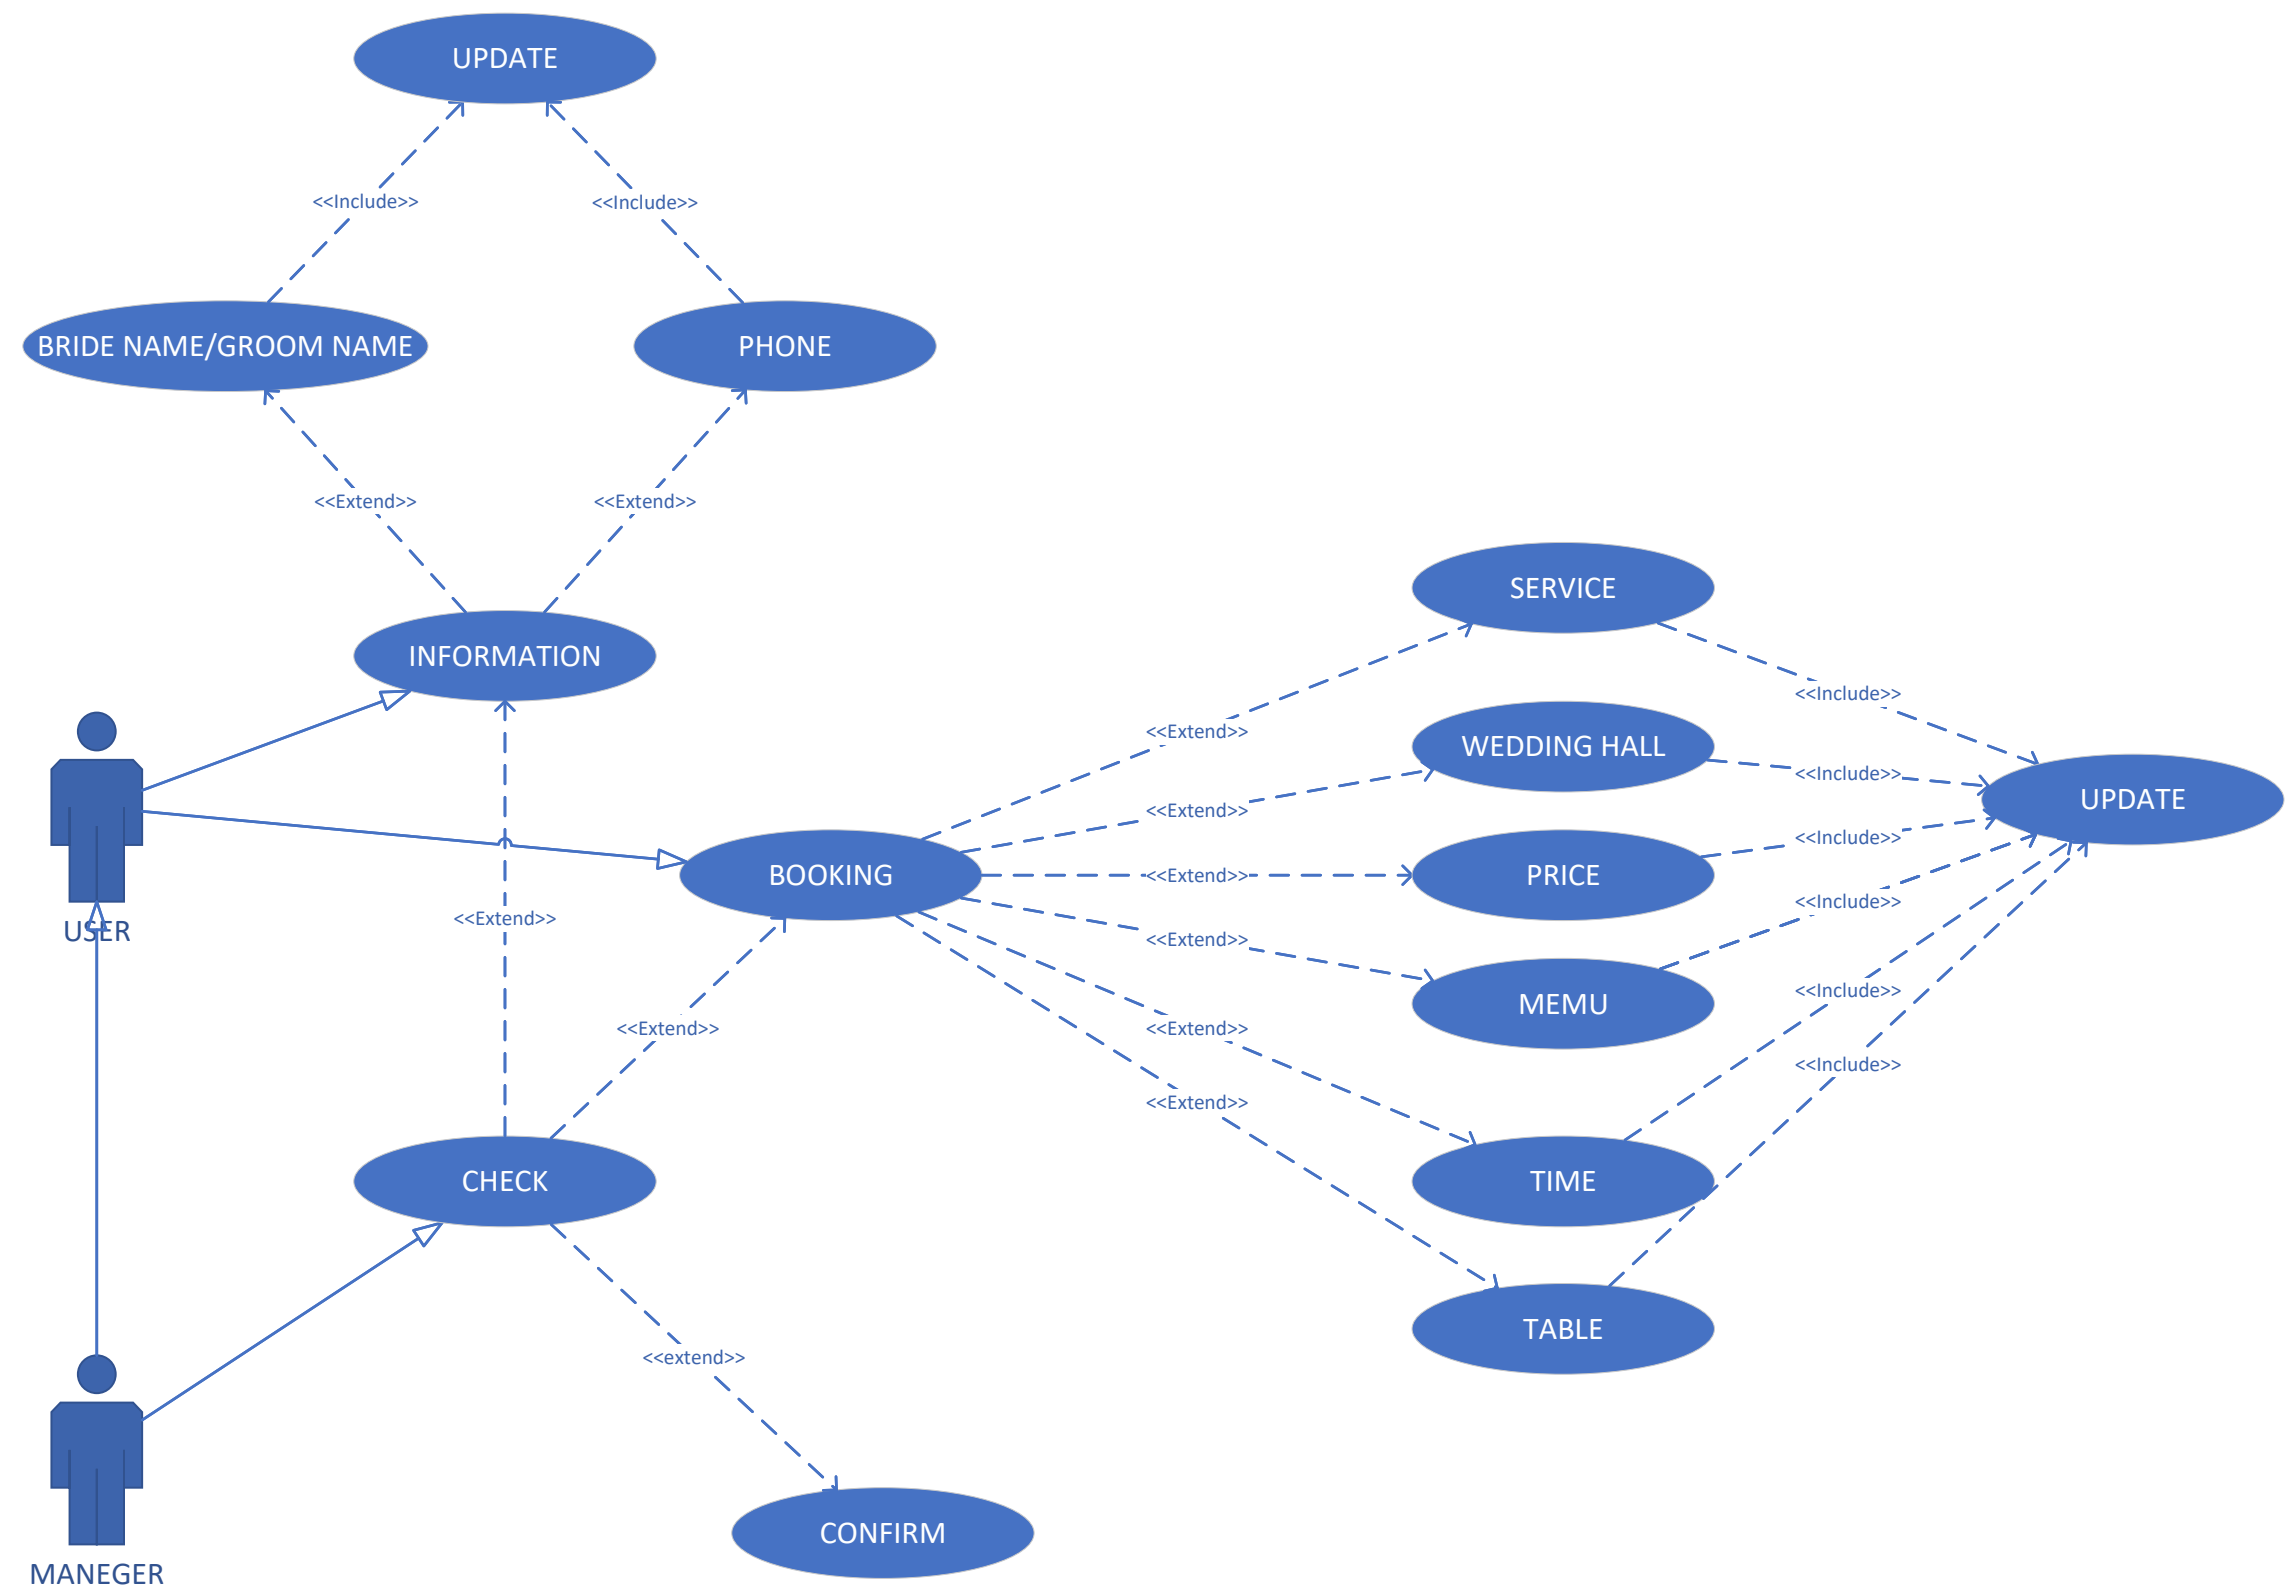 UPDATE
<<Include>>
<<Include>>
BRIDE NAME/GROOM NAME
PHONE
<<Extend>>
<<Extend>>
SERVICE
INFORMATION
<<Include>>
<<Extend>>
WEDDING HALL
<<Include>>
UPDATE
<<Extend>>
<<Include>>
BOOKING
<<Extend>>
PRICE
<<Include>>
USER
<<Extend>>
<<Extend>>
<<Include>>
MEMU
<<Extend>>
<<Extend>>
<<Include>>
<<Extend>>
CHECK
TIME
TABLE
<<extend>>
CONFIRM
MANEGER